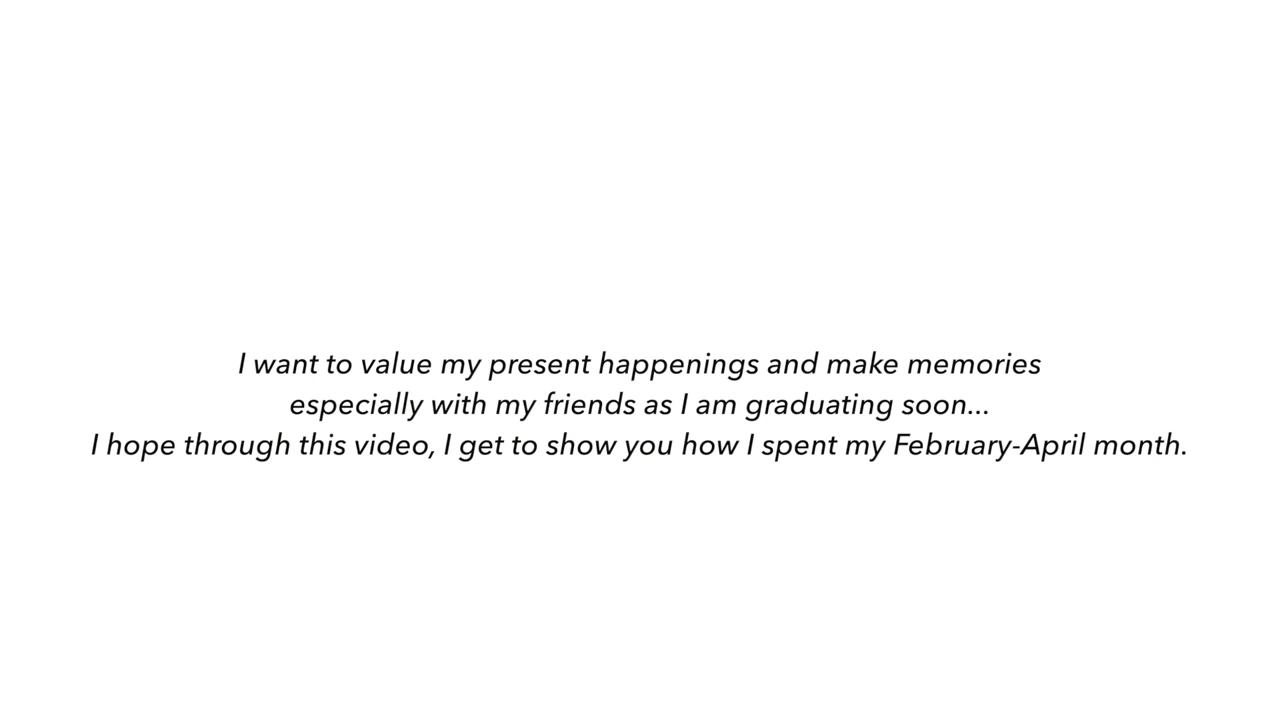 I want to value my present happenings and make memories
especially with my friends as I am graduating soon...
I hope through this video, I get to show you how I spent my February-April month.